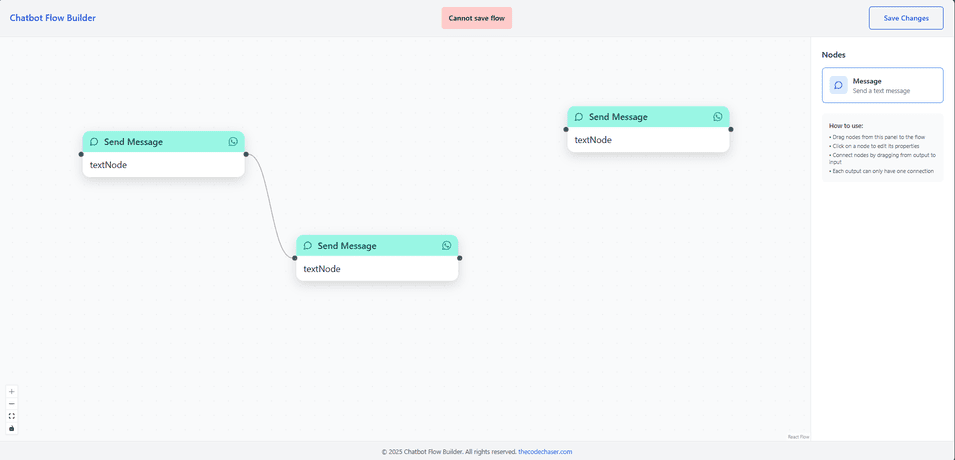 Chatbot Flow Builder
Cannot save flow
Save Changes
Send Message
textNode
Send Message
textNode
Send Message
textNode
Nodes
Message
Send a text message
How to use:
• Drag nodes from this panel to the flow
• Click on a node to edit its properties
• Connect nodes by dragging from output to
input
• Each output can only have one connection
React Flow
© 2025 Chatbot Flow Builder. All rights reserved. thecodechaser.com